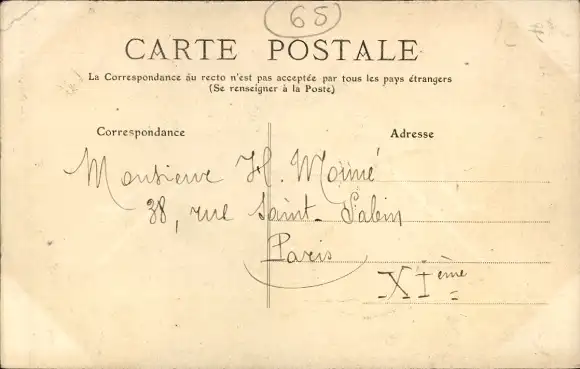 65
CARTE POSTALE
La Correspondance au recto n'est pas acceptée par tous les pays étrangers
(Se renseigner à la Poste)
Correspondance
Adresse
Monsieur H. Moimé
38, rue Saint-Sabin
Paris
XIème